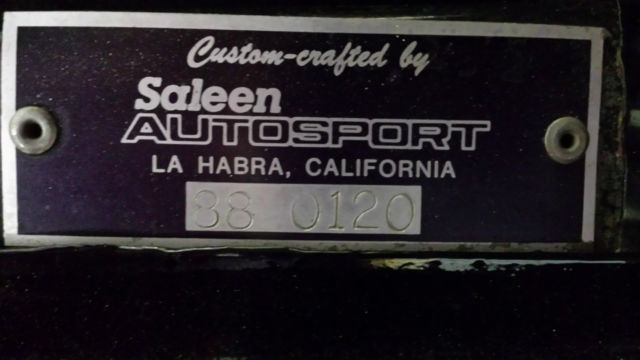 Custom-crafted by
Saleen
AUTOSPORT
LA HABRA, CALIFORNIA
88 0120